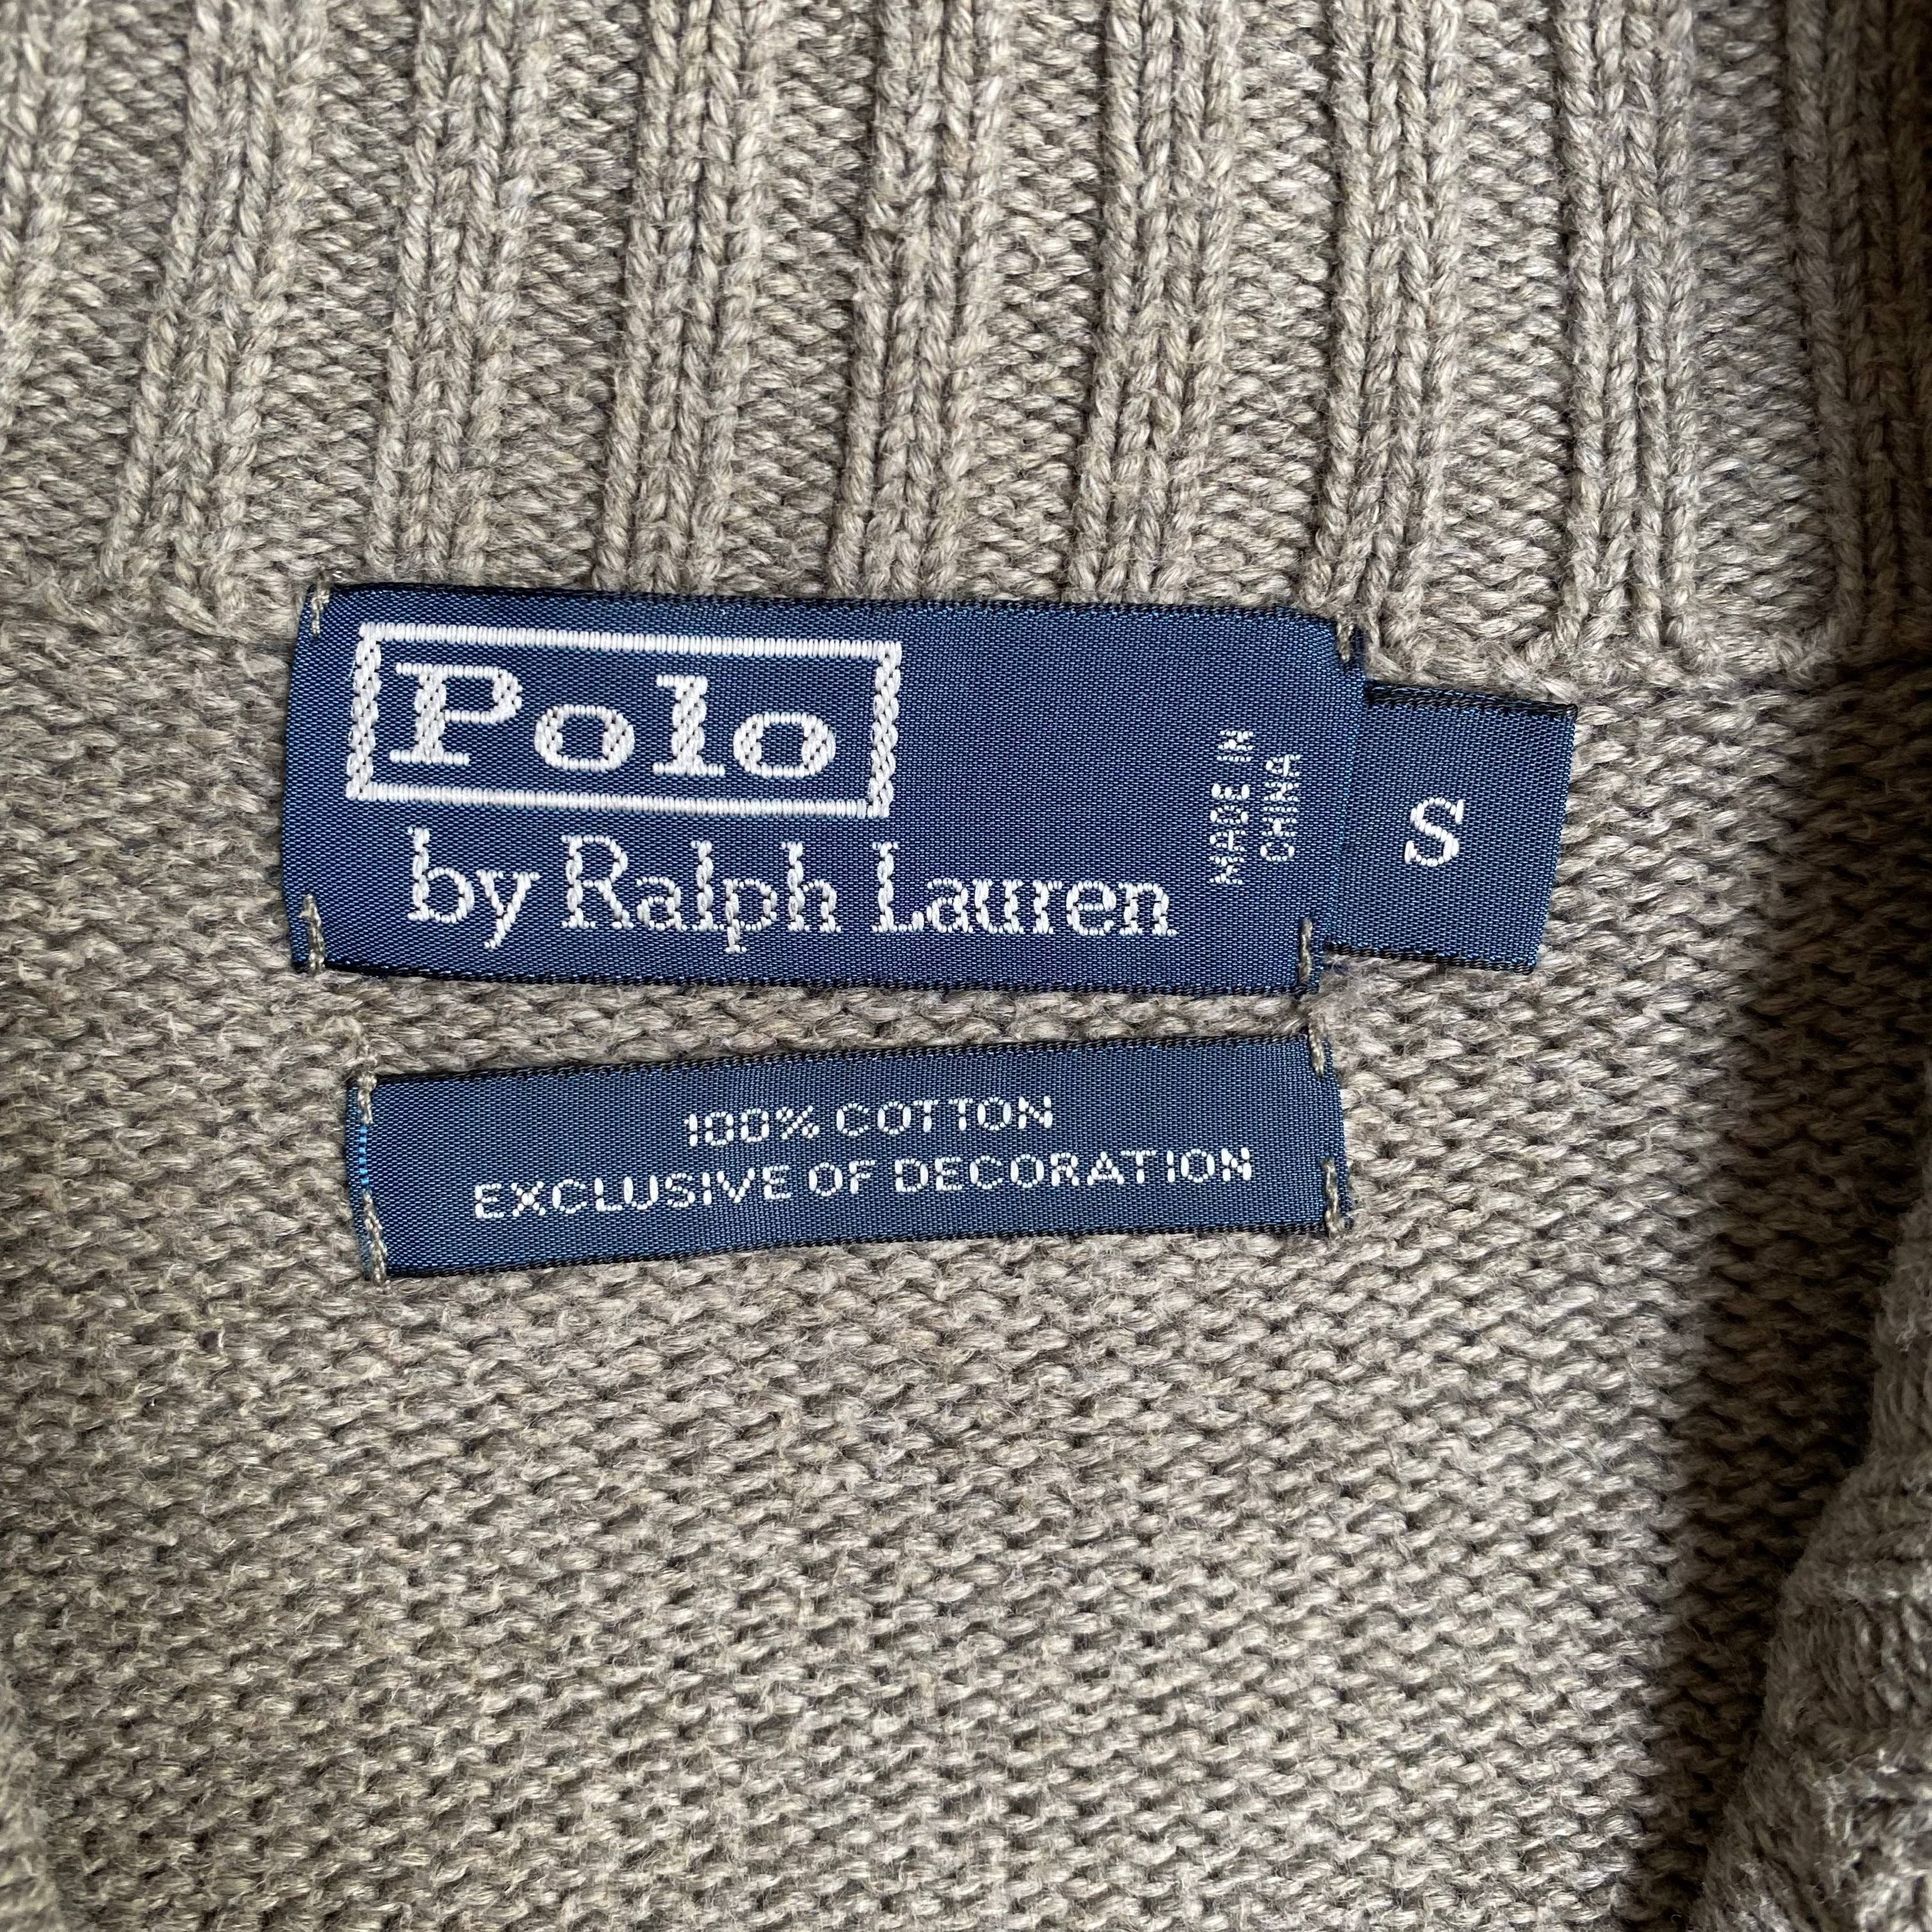 Polo
by Ralph Lauren
MADE IN
CHINA
S
100% COTTON
EXCLUSIVE OF DECORATION